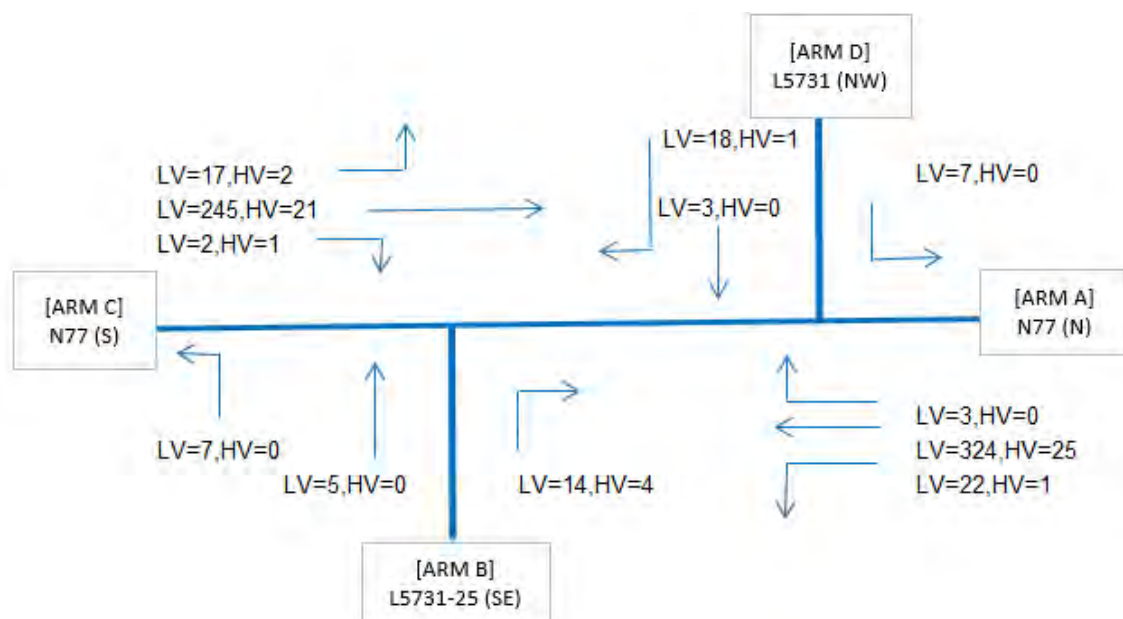 [ARM D]
L5731 (NW)
LV=18,HV=1
LV=17,HV=2
LV=7,HV=0
LV=245,HV=21
LV=3,HV=0
LV=2,HV=1
[ARM C]
N77 (S)
[ARM A]
N77 (N)
LV=3,HV=0
LV=324,HV=25
LV=7,HV=0
LV=5,HV=0
LV=14,HV=4
LV=22,HV=1
[ARM B]
L5731-25 (SE)